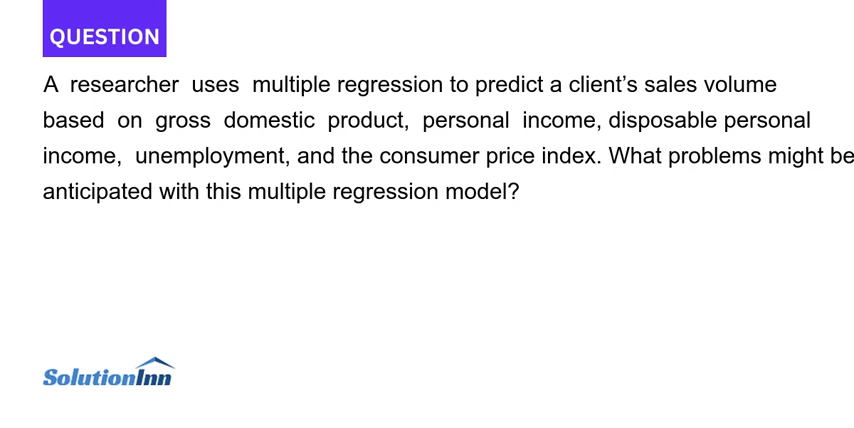 QUESTION
A researcher uses multiple regression to predict a client's sales volume
based on gross domestic product, personal income, disposable personal
income, unemployment, and the consumer price index. What problems might be
anticipated with this multiple regression model?
SolutionInn